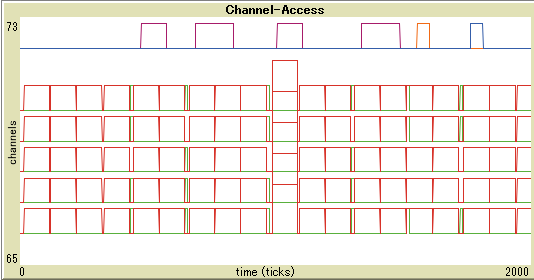 Channel-Access
73
channels
65
0
time (ticks)
2000